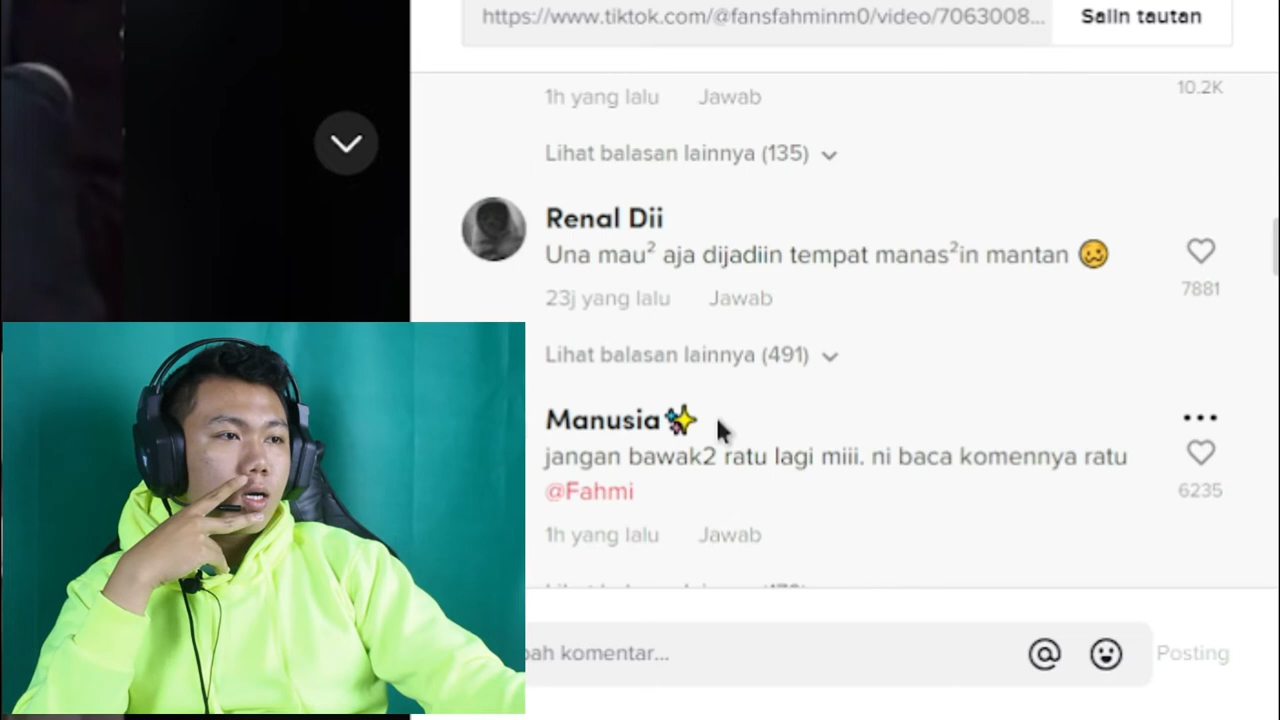 https://www.tiktok.com/@fansfahminm0/video/7063008...
Salin tautan
1h yang lalu Jawab
10.2K
Lihat balasan lainnya (135)
Renal Dii
Una mau² aja dijadiin tempat manas²in mantan 🥴
7881
23j yang lalu Jawab
Lihat balasan lainnya (491)
Manusia✨
jangan bawak2 ratu lagi miii. ni baca komennya ratu
@Fahmi
6235
1h yang lalu Jawab
komentar...
Posting